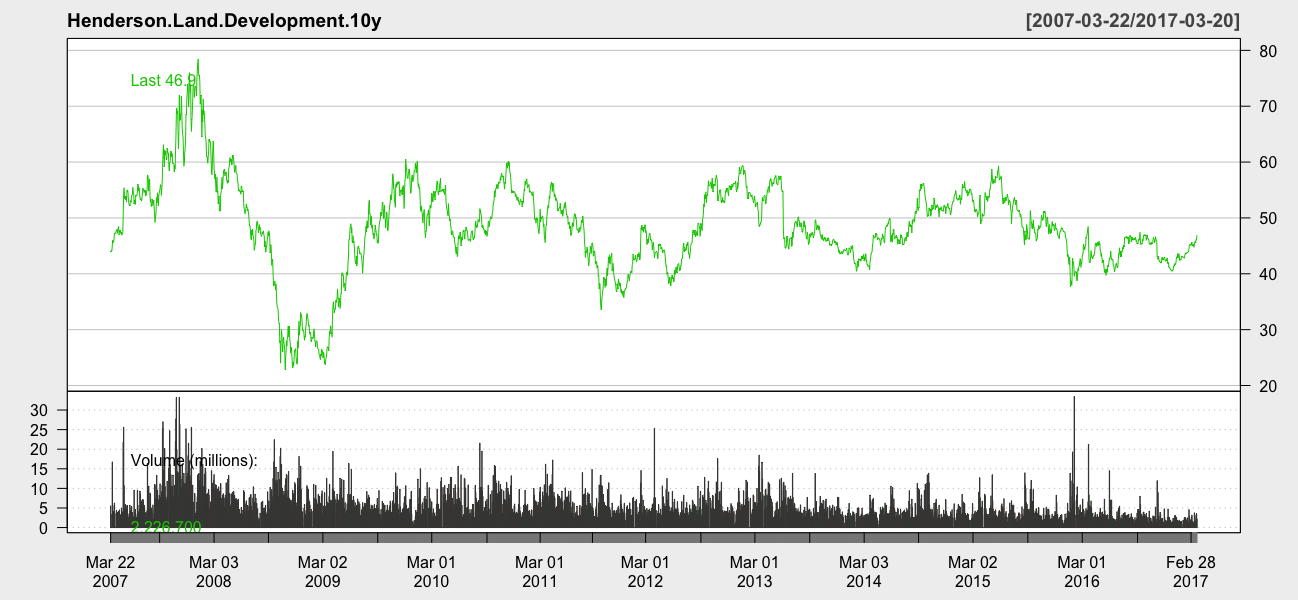 Henderson.Land.Development.10y
[2007-03-22/2017-03-20]
Last 46.9
80
70
60
50
40
30
20
30
25
20
15
10
5
0
Volume (millions):
2,226,700
Mar 22 2007
Mar 03 2008
Mar 02 2009
Mar 01 2010
Mar 01 2011
Mar 01 2012
Mar 01 2013
Mar 03 2014
Mar 02 2015
Mar 01 2016
Feb 28 2017